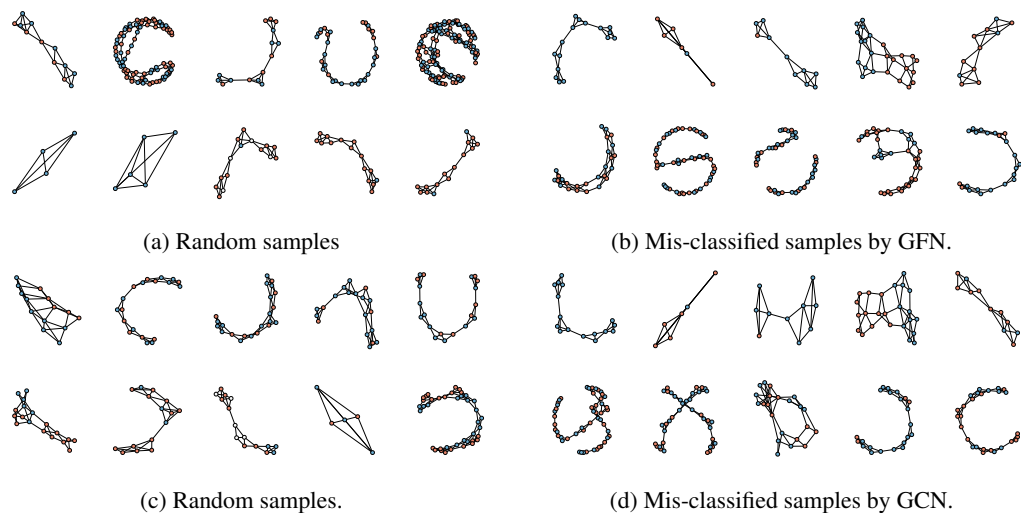 (a) Random samples
(b) Mis-classified samples by GFN.
(c) Random samples.
(d) Mis-classified samples by GCN.